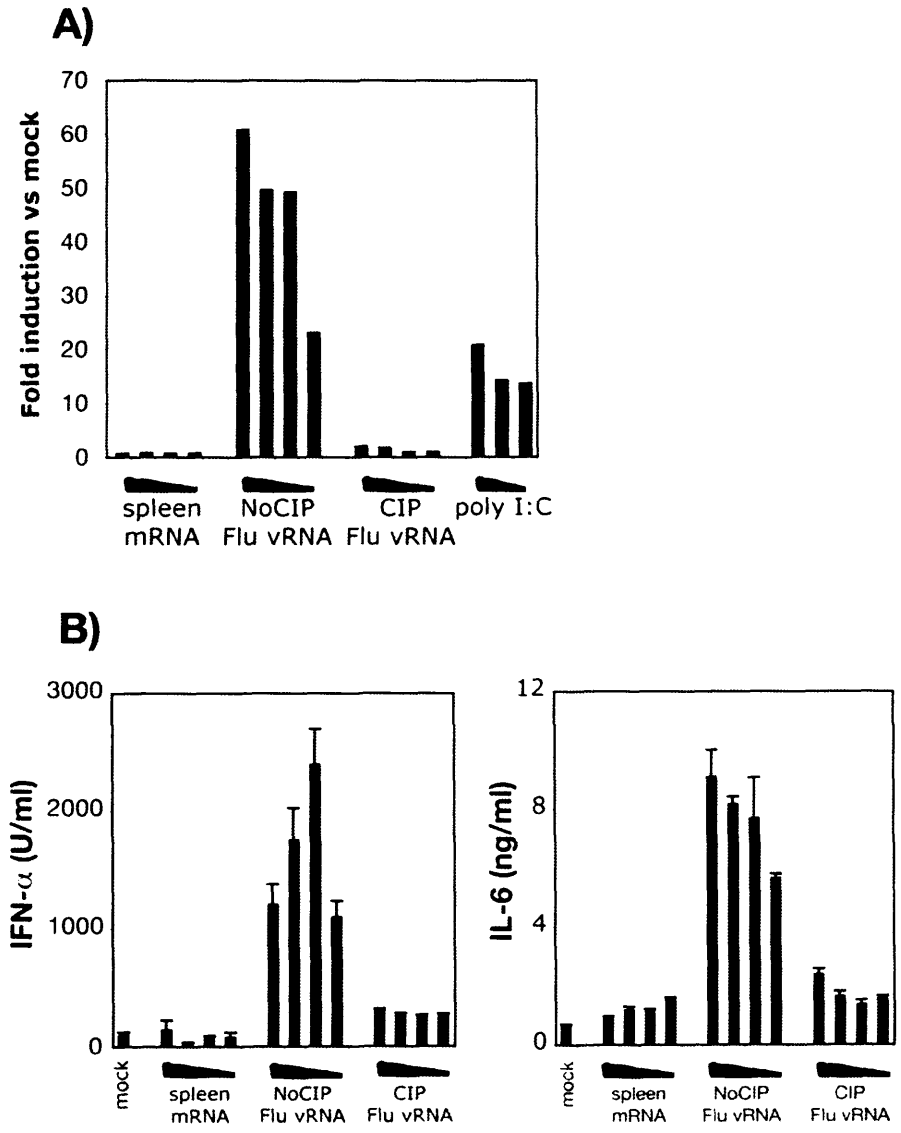 A)
Fold induction vs mock
70
60
50
40
30
20
10
0
spleen
mRNA
NoCIP
Flu vRNA
CIP
Flu vRNA
poly I:C
B)
IFN-α (U/ml)
3000
2000
1000
0
mock
spleen
mRNA
NoCIP
Flu vRNA
CIP
Flu vRNA
IL-6 (ng/ml)
12
8
4
0
mock
spleen
mRNA
NoCIP
Flu vRNA
CIP
Flu vRNA